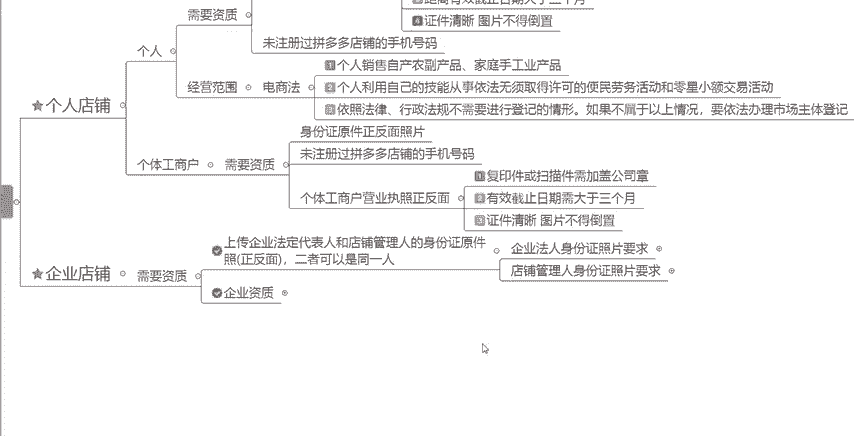 需要资质
距离有效截止日期大于三个月
证件清晰 图片不得倒置
未注册过拼多多店铺的手机号码
个人
经营范围
电商法
1 个人销售自产农副产品、家庭手工业产品
2 个人利用自己的技能从事依法无须取得许可的便民劳务活动和零星小额交易活动
3 依照法律、行政法规不需要进行登记的情形。如果不属于以上情况，要依法办理市场主体登记
个人店铺
个体工商户
需要资质
身份证原件正反面照片
未注册过拼多多店铺的手机号码
个体工商户营业执照正反面
1 复印件或扫描件需加盖公司章
2 有效截止日期需大于三个月
3 证件清晰 图片不得倒置
企业店铺
需要资质
上传企业法定代表人和店铺管理人的身份证原件
照(正反面)，二者可以是同一人
企业法人身份证照片要求
店铺管理人身份证照片要求
企业资质